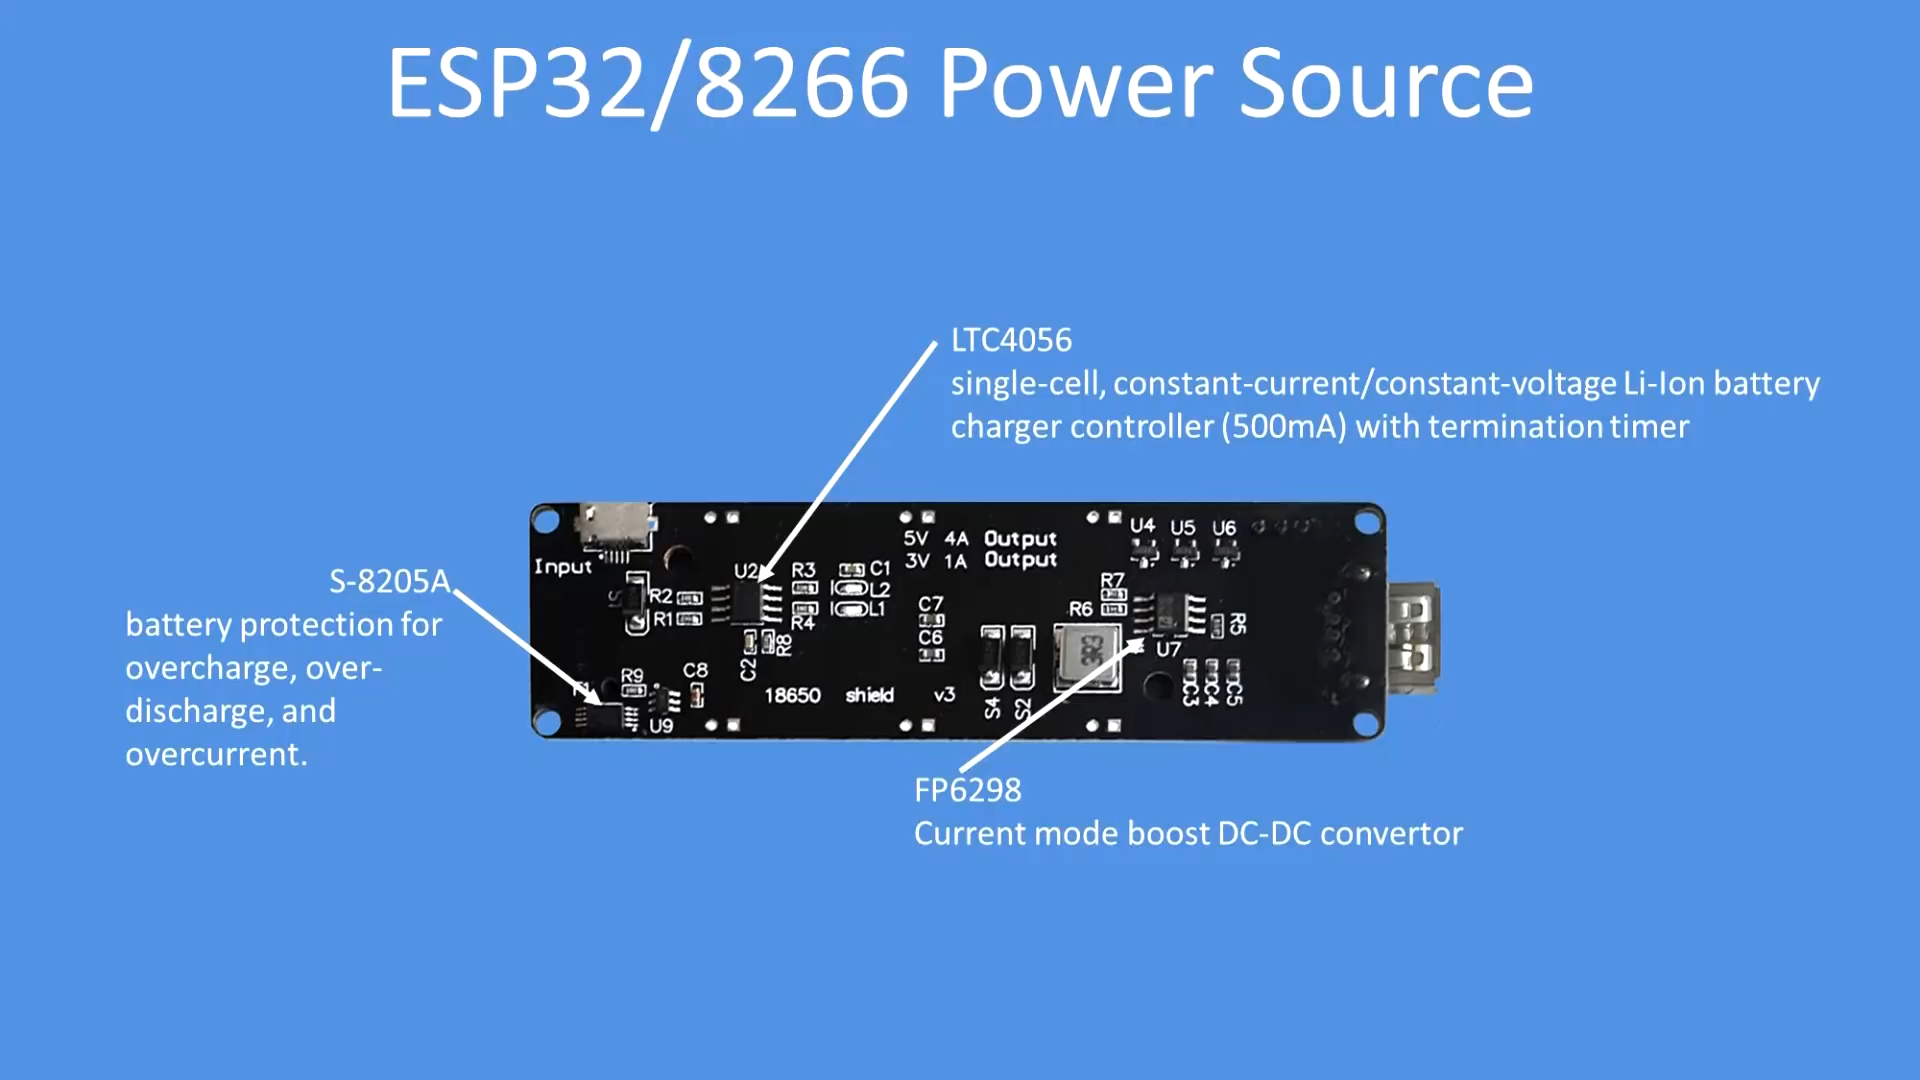 ESP32/8266 Power Source
LTC4056
single-cell, constant-current/constant-voltage Li-Ion battery
charger controller (500mA) with termination timer
S-8205A
battery protection for
overcharge, over-
discharge, and
overcurrent.
Input
S1
R2
R1
U2
R3
R4
C1
L2
L1
C2
R8
5V 4A Output
3V 1A Output
C7
C6
U4 U5 U6
R7
R6
3R3
U7
R5
C3
C4
C5
S4
S2
F1
R9
U9
C8
18650 shield v3
FP6298
Current mode boost DC-DC convertor